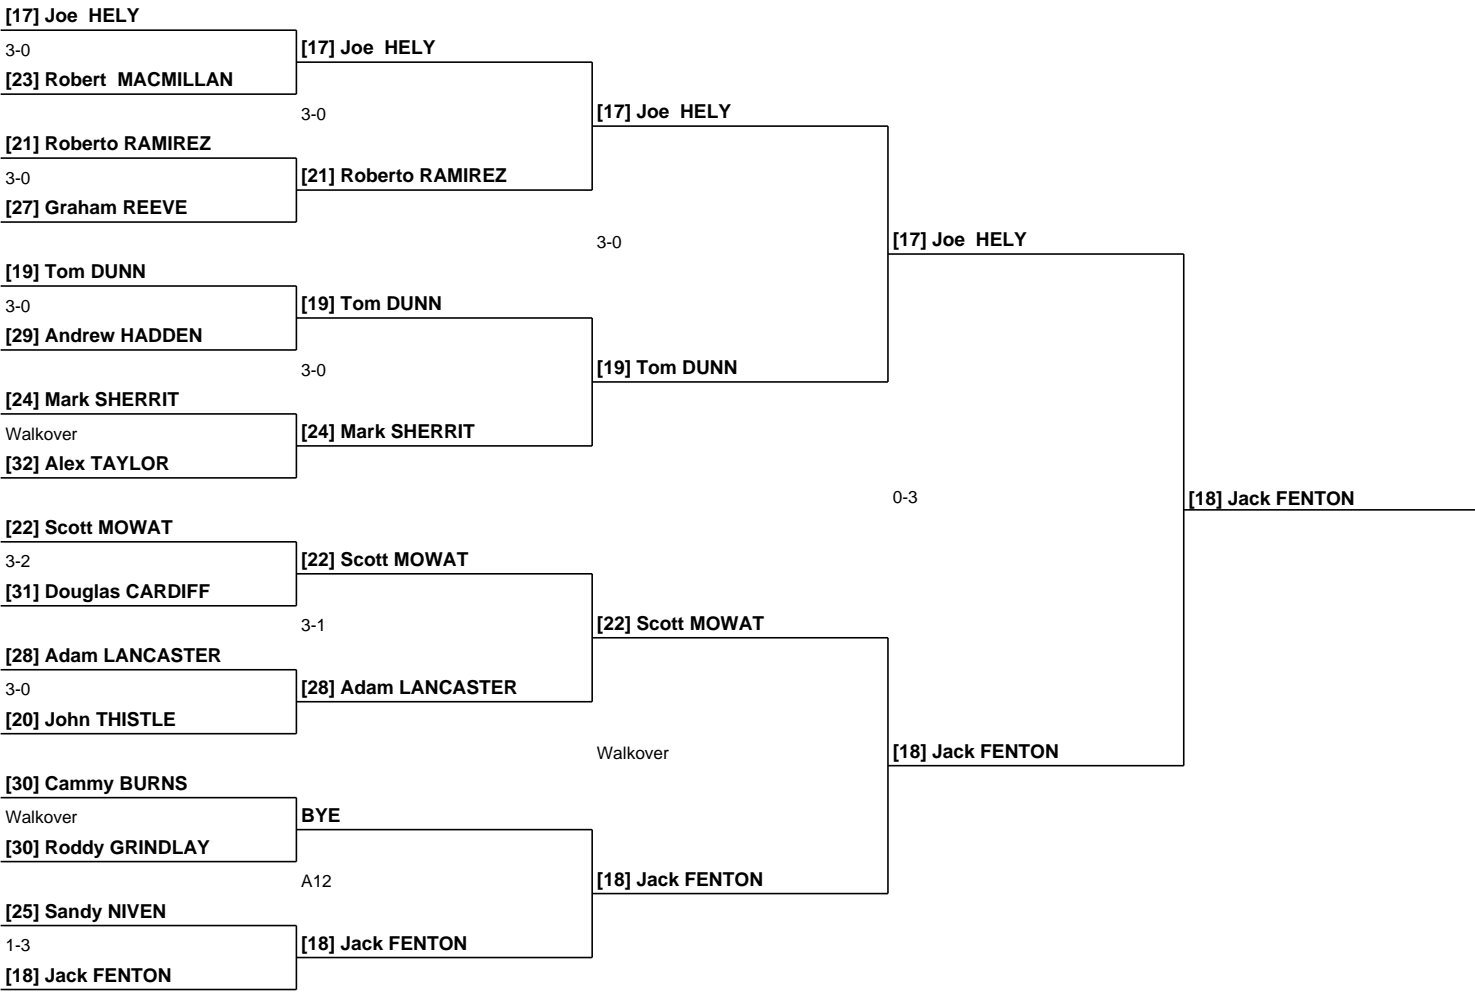 [17] Joe  HELY
3-0
[23] Robert  MACMILLAN
[21] Roberto RAMIREZ
3-0
[27] Graham REEVE
[19] Tom DUNN
3-0
[29] Andrew HADDEN
[24] Mark SHERRIT
Walkover
[32] Alex TAYLOR
[22] Scott MOWAT
3-2
[31] Douglas CARDIFF
[28] Adam LANCASTER
3-0
[20] John THISTLE
[30] Cammy BURNS
Walkover
[30] Roddy GRINDLAY
[25] Sandy NIVEN
1-3
[18] Jack FENTON
[17] Joe  HELY
3-0
[21] Roberto RAMIREZ
[19] Tom DUNN
3-0
[24] Mark SHERRIT
[22] Scott MOWAT
3-1
[28] Adam LANCASTER
BYE
A12
[18] Jack FENTON
[17] Joe  HELY
3-0
[19] Tom DUNN
[22] Scott MOWAT
Walkover
[18] Jack FENTON
[17] Joe  HELY
0-3
[18] Jack FENTON
[18] Jack FENTON